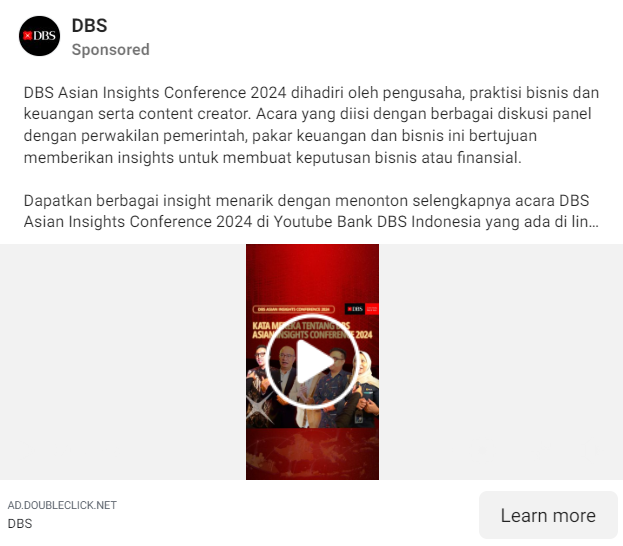 DBS
DBS
Sponsored
DBS Asian Insights Conference 2024 dihadiri oleh pengusaha, praktisi bisnis dan
keuangan serta content creator. Acara yang diisi dengan berbagai diskusi panel
dengan perwakilan pemerintah, pakar keuangan dan bisnis ini bertujuan
memberikan insights untuk membuat keputusan bisnis atau finansial.
Dapatkan berbagai insight menarik dengan menonton selengkapnya acara DBS
Asian Insights Conference 2024 di Youtube Bank DBS Indonesia yang ada di lin...
DBS
DBS ASIAN INSIGHTS CONFERENCE 2024
KATA MEREKA TENTANG DBS
ASIAN INSIGHTS CONFERENCE 2024
AD.DOUBLECLICK.NET
DBS
Learn more